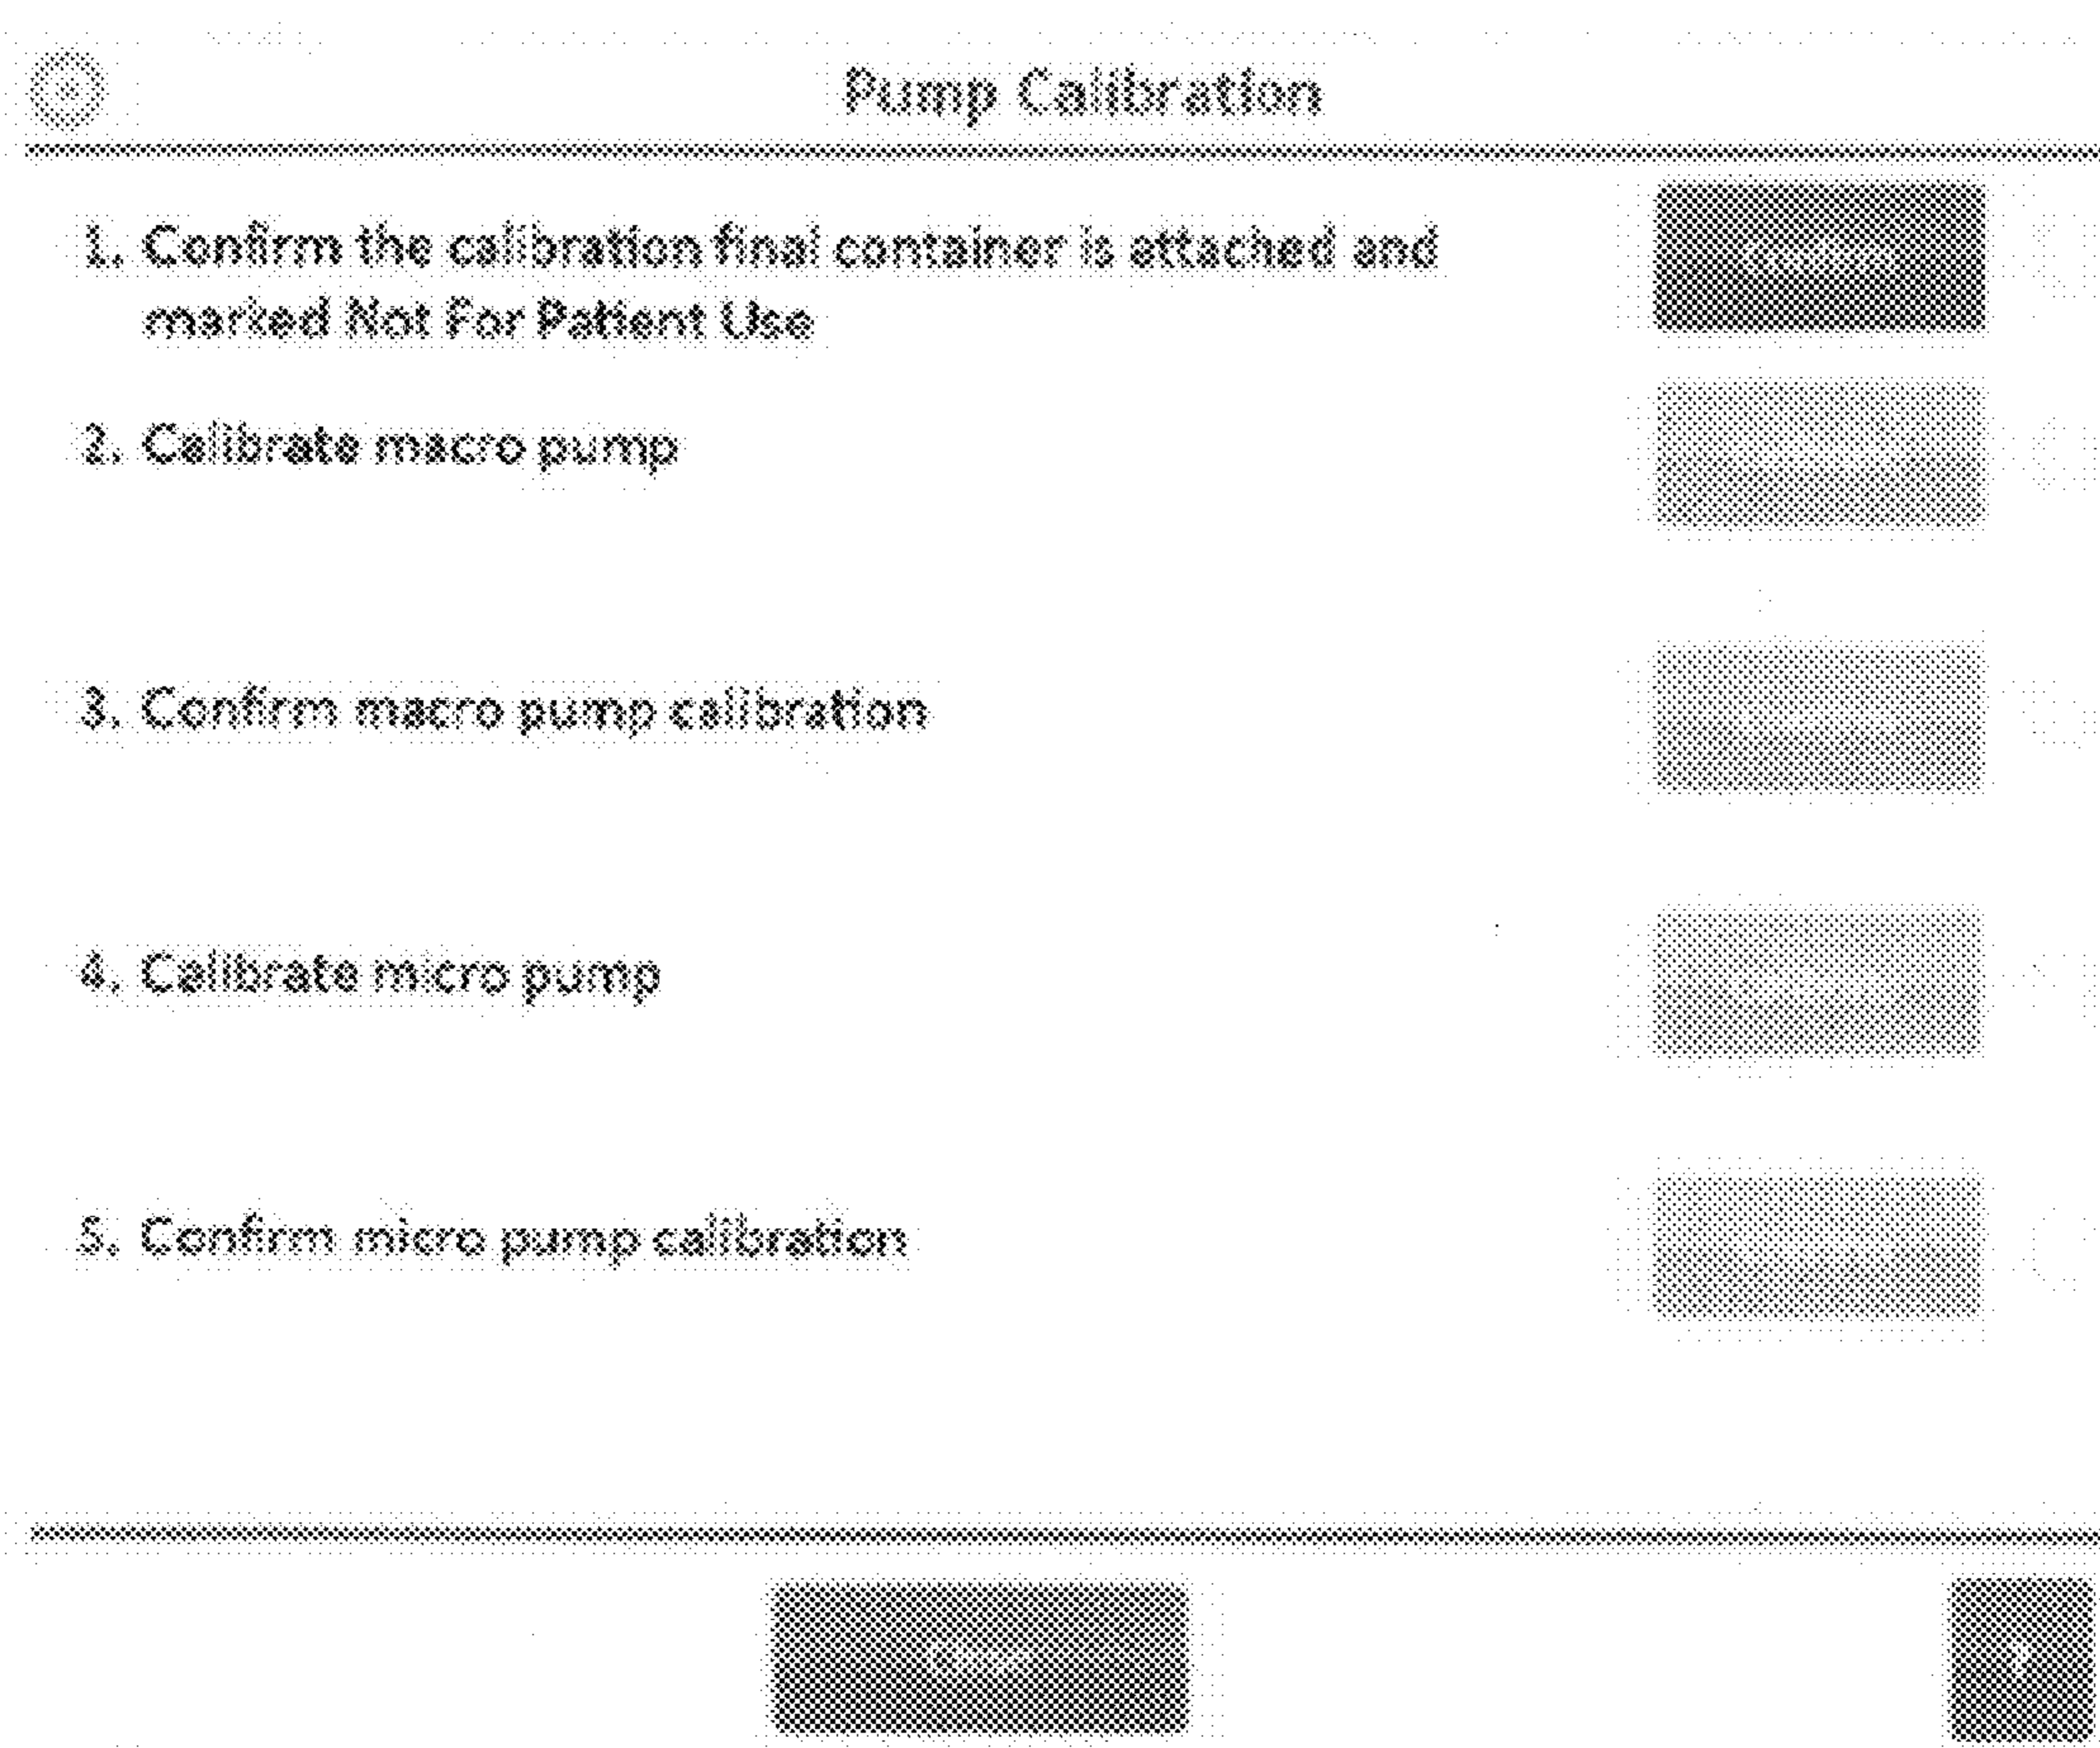 Pump Calibration
1. Confirm the calibration final container is attached and
marked Not For Patient Use
2. Calibrate macro pump
3. Confirm macro pump calibration
4. Calibrate micro pump
5. Confirm micro pump calibration